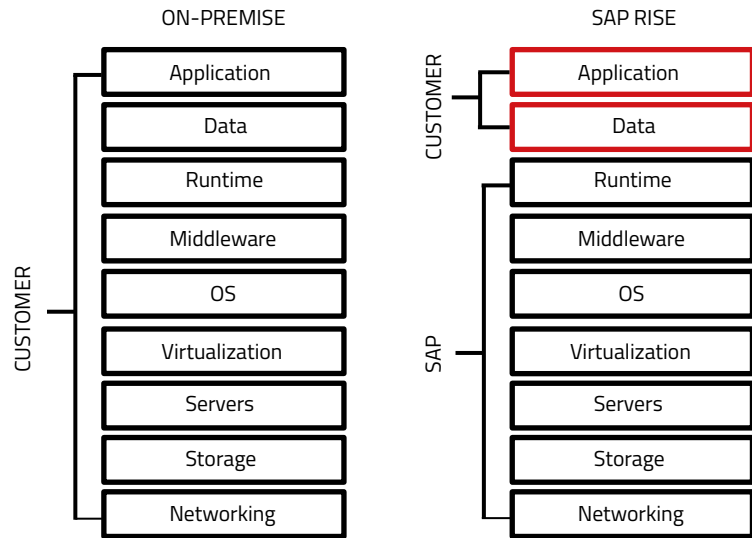 ON-PREMISE
CUSTOMER
Application
Data
Runtime
Middleware
OS
Virtualization
Servers
Storage
Networking
SAP RISE
CUSTOMER
SAP
Application
Data
Runtime
Middleware
OS
Virtualization
Servers
Storage
Networking